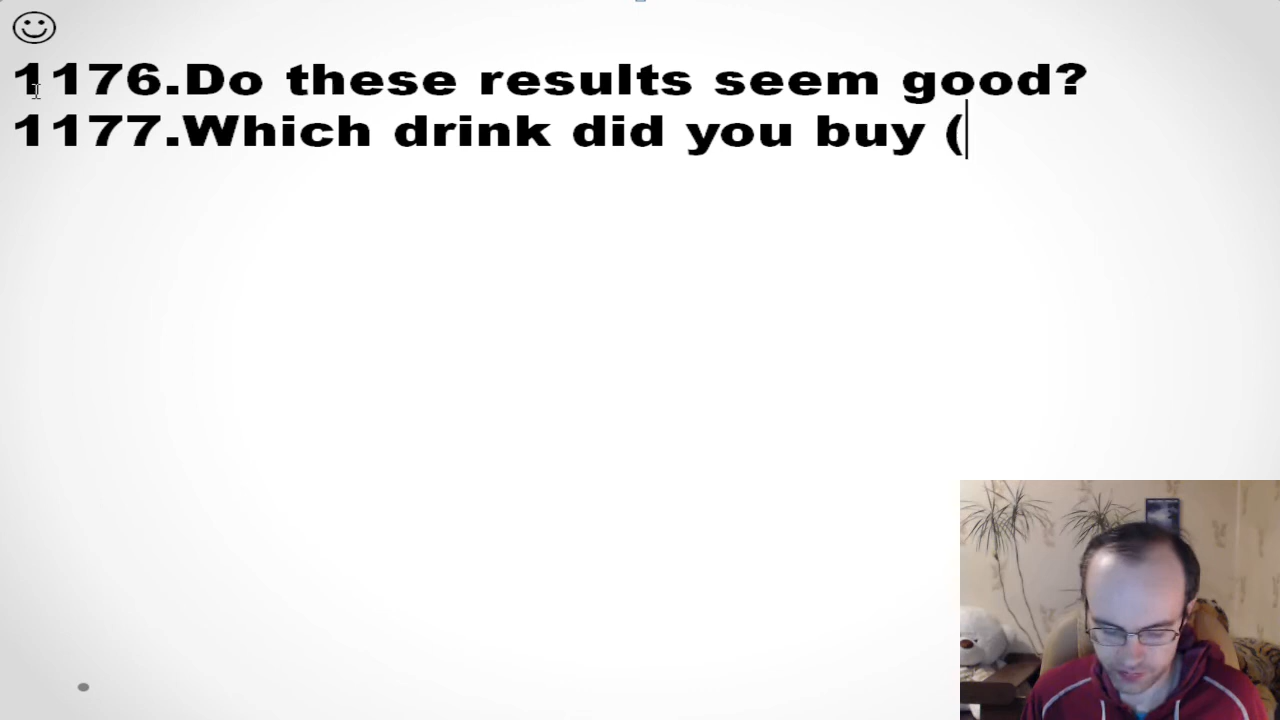 1176.Do these results seem good?
1177.Which drink did you buy (